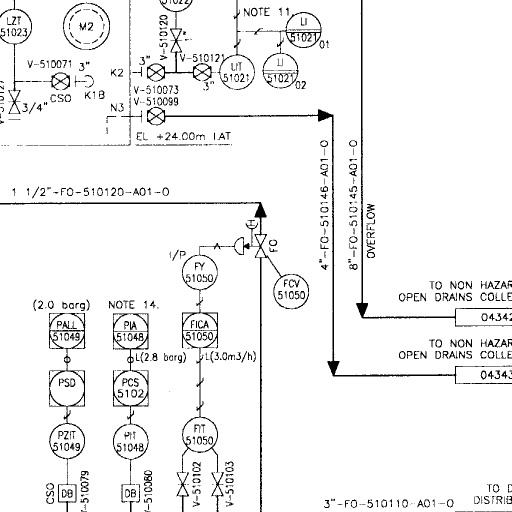 51022
LZT
51023
M2
V-510120
NOTE 11.
LI
51021
01
V-510071
3"
CSO
K1B
K2
3"
V-510121
3"
LIT
51021
LI
51021
02
V-510127
3/4"
V-510073
V-510099
N3
EL +24.00m LAT
1 1/2"-FO-510120-A01-O
4"-FO-510146-A01-O
8"-FO-510145-A01-O
OVERFLOW
H
FO
I/P
FY
51050
FCV
51050
TO NON HAZAR
OPEN DRAINS COLLE
04342
(2.0 barg)
NOTE 14.
PALL
51049
PIA
51048
FICA
51050
L(2.8 barg)
L(3.0m3/h)
TO NON HAZAR
OPEN DRAINS COLLE
04343
PSD
PCS
5102
PZIT
51049
PIT
51048
FIT
51050
CSO
DB
-510079
DB
-510080
V-510102
V-510103
3"-FO-510110-A01-O
TO D
DISTRIB